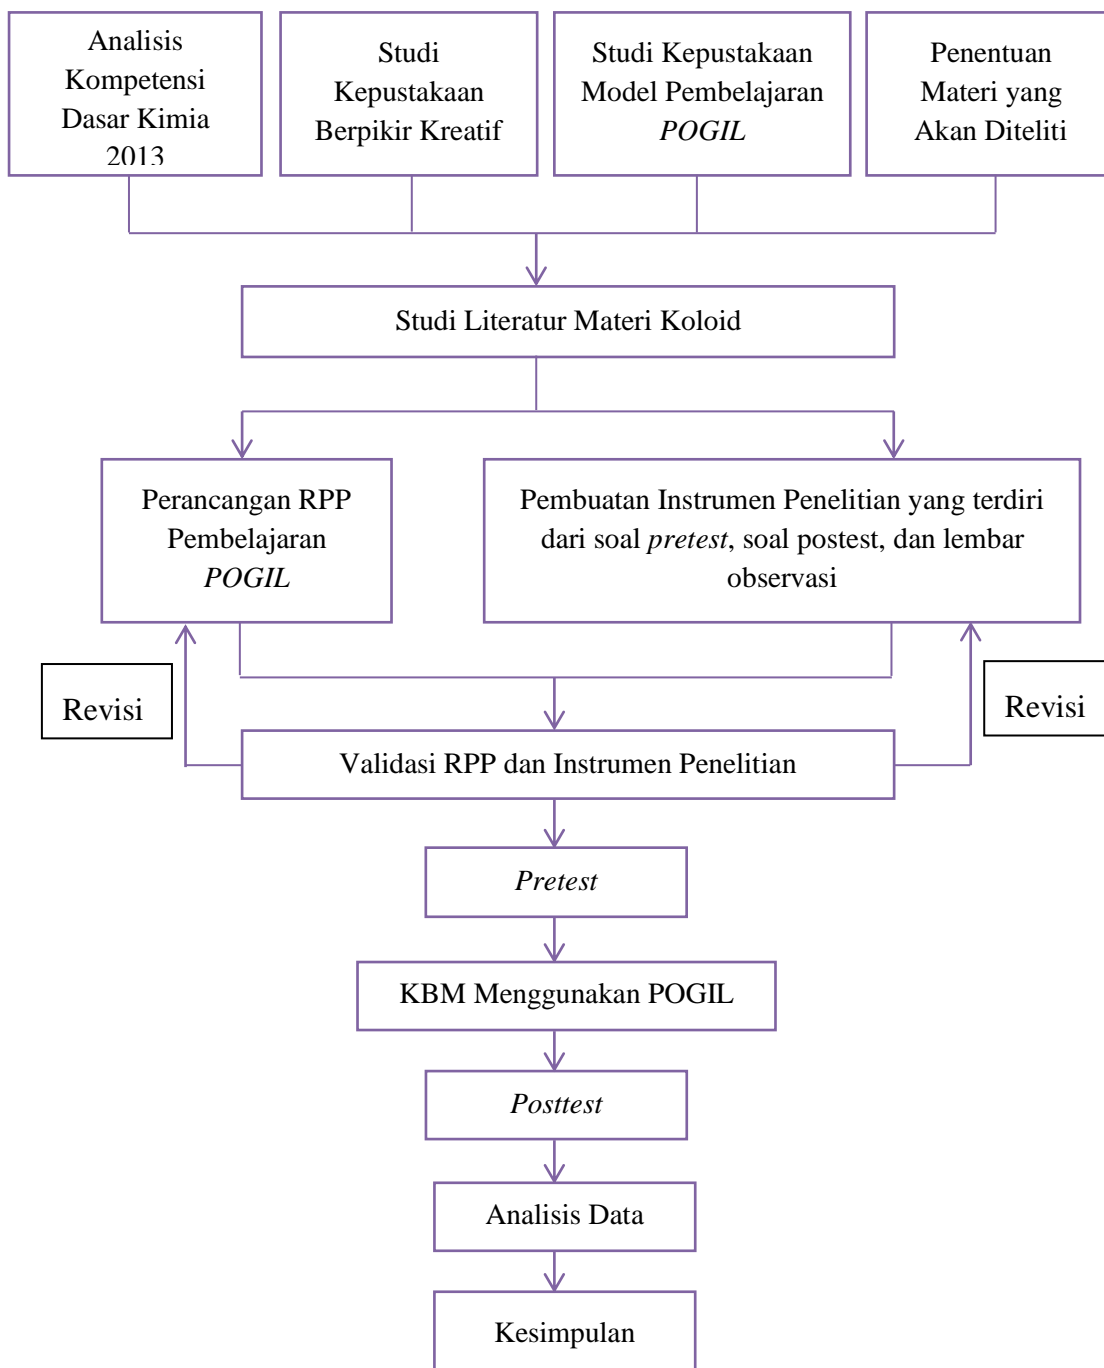 Analisis
Kompetensi
Dasar Kimia
2013
Studi
Kepustakaan
Berpikir Kreatif
Studi Kepustakaan
Model Pembelajaran
POGIL
Penentuan
Materi yang
Akan Diteliti
Studi Literatur Materi Koloid
Perancangan RPP
Pembelajaran
POGIL
Pembuatan Instrumen Penelitian yang terdiri
dari soal pretest, soal postest, dan lembar
observasi
Revisi
Revisi
Validasi RPP dan Instrumen Penelitian
Pretest
KBM Menggunakan POGIL
Posttest
Analisis Data
Kesimpulan